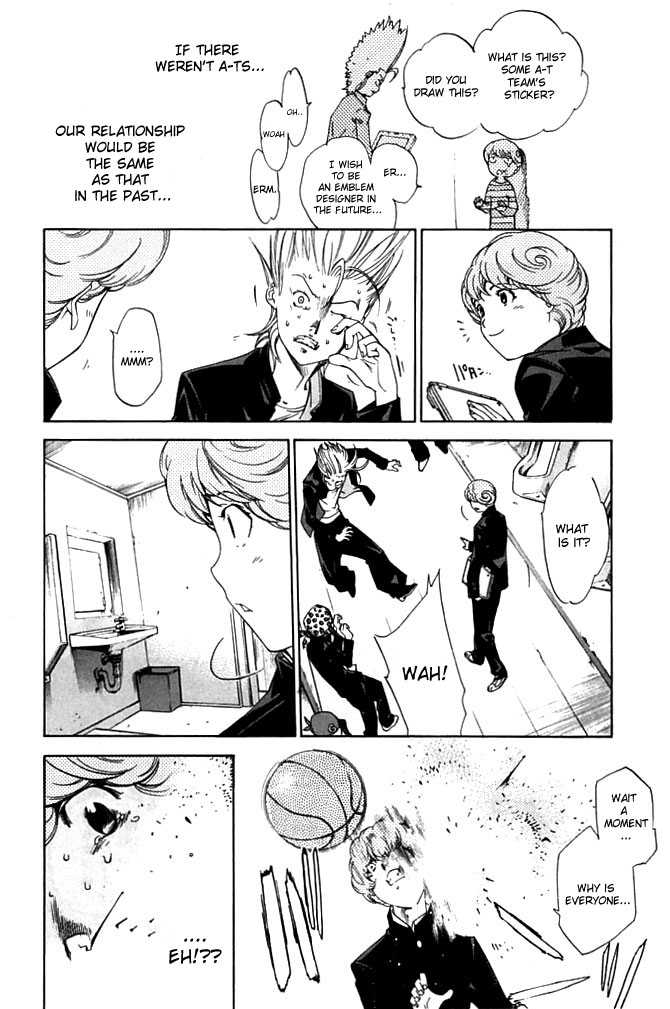 IF THERE
WEREN'T A-TS...
OUR RELATIONSHIP
WOULD BE
THE SAME
AS THAT
IN THE PAST...
WHAT IS THIS?
SOME A-T
TEAM'S
STICKER?
DID YOU
DRAW THIS?
OH..
WOAH
ERM.
ER...
I WISH
TO BE
AN EMBLEM
DESIGNER IN
THE FUTURE...
....
MMM?
WHAT
IS IT?
WAH!
WAIT
A
MOMENT
...
WHY IS
EVERYONE...
....
EH!??